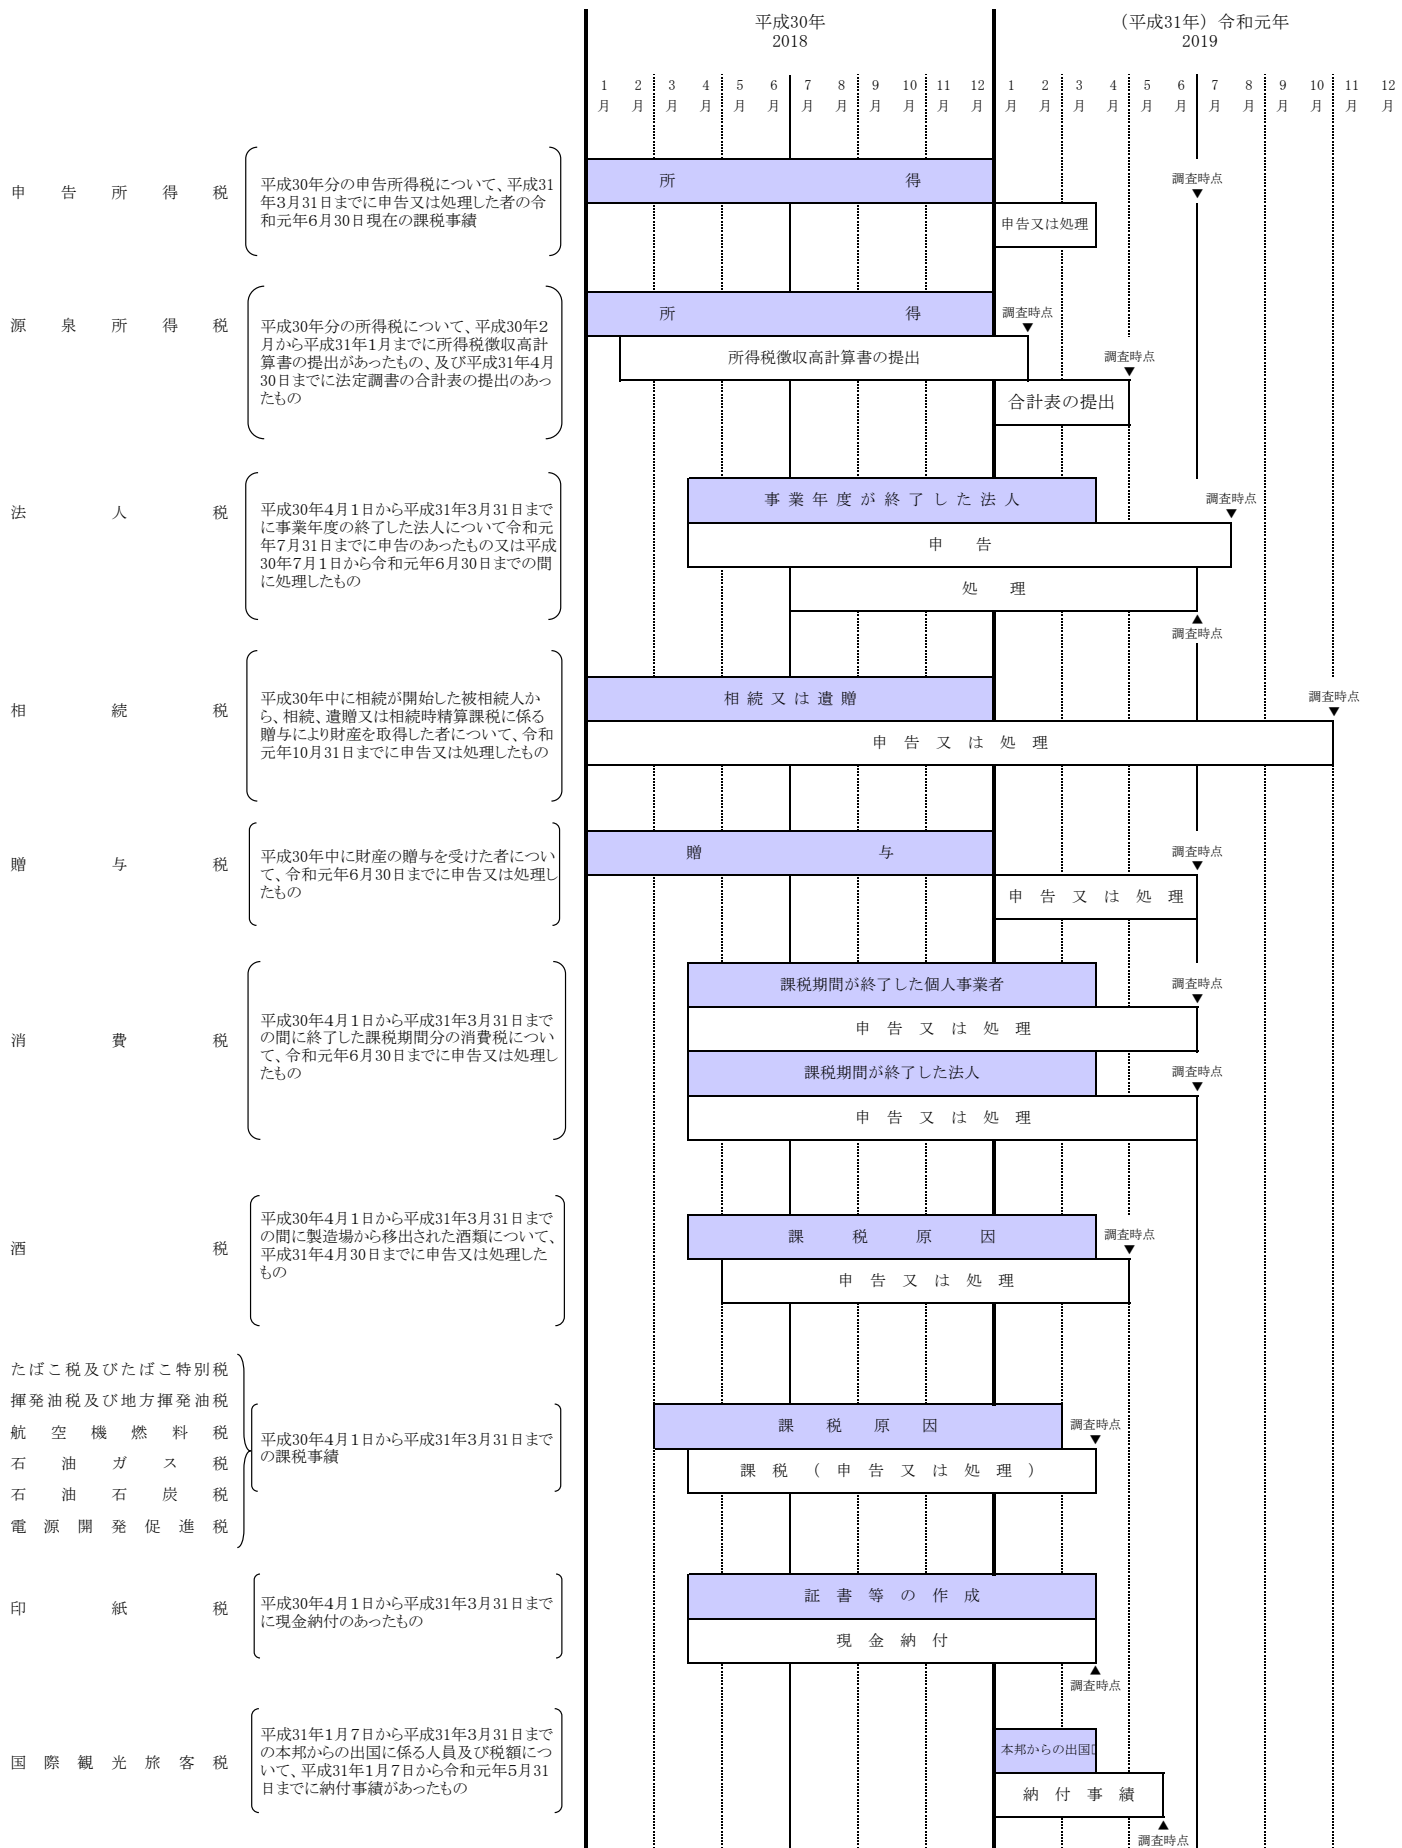 平成30年
2018
（平成31年）令和元年
2019
1 2 3 4 5 6 7 8 9 10 11 12 1 2 3 4 5 6 7 8 9 10 11 12
月 月 月 月 月 月 月 月 月 月 月 月 月 月 月 月 月 月 月 月 月 月 月 月
申告所得税
平成30年分の申告所得税について、平成31
年3月31日までに申告又は処理した者の令
和元年6月30日現在の課税事績
所得
調査時点
申告又は処理
源泉所得税
平成30年分の所得税について、平成30年2
月から平成31年1月までに所得税徴収高計
算書の提出があったもの、及び平成31年4月
30日までに法定調書の合計表の提出のあっ
たもの
所得
調査時点
所得税徴収高計算書の提出
調査時点
合計表の提出
法人税
平成30年4月1日から平成31年3月31日まで
に事業年度の終了した法人について令和元
年7月31日までに申告のあったもの又は平成
30年7月1日から令和元年6月30日までの間
に処理したもの
事業年度が終了した法人
調査時点
申告
処理
調査時点
相続税
平成30年中に相続が開始した被相続人か
ら、相続、遺贈又は相続時精算課税に係る
贈与により財産を取得した者について、令和
元年10月31日までに申告又は処理したもの
相続又は遺贈
調査時点
申告又は処理
贈与税
平成30年中に財産の贈与を受けた者につい
て、令和元年6月30日までに申告又は処理し
たもの
贈与
調査時点
申告又は処理
消費税
平成30年4月1日から平成31年3月31日まで
の間に終了した課税期間分の消費税につい
て、令和元年6月30日までに申告又は処理し
たもの
課税期間が終了した個人事業者
調査時点
申告又は処理
課税期間が終了した法人
調査時点
申告又は処理
酒税
平成30年4月1日から平成31年3月31日まで
の間に製造場から移出された酒類について、
平成31年4月30日までに申告又は処理した
もの
課税原因
調査時点
申告又は処理
たばこ税及びたばこ特別税
揮発油税及び地方揮発油税
航空機燃料税
石油ガス税
石油石炭税
電源開発促進税
平成30年4月1日から平成31年3月31日まで
の課税事績
課税原因
調査時点
課税（申告又は処理）
印紙税
平成30年4月1日から平成31年3月31日まで
に現金納付のあったもの
証書等の作成
現金納付
調査時点
国際観光旅客税
平成31年1月7日から平成31年3月31日まで
の本邦からの出国に係る人員及び税額につ
いて、平成31年1月7日から令和元年5月31
日までに納付事績があったもの
本邦からの出国
納付事績
調査時点